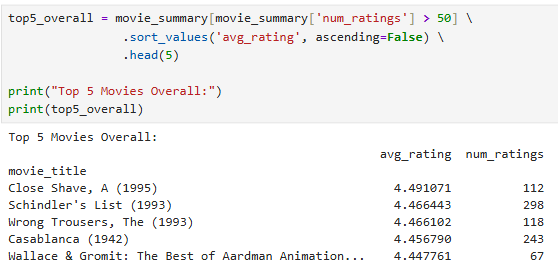 top5_overall = movie_summary[movie_summary['num_ratings'] > 50] \
.sort_values('avg_rating', ascending=False) \
.head(5)
print("Top 5 Movies Overall:")
print(top5_overall)
Top 5 Movies Overall:
avg_rating num_ratings
movie_title
Close Shave, A (1995) 4.491071 112
Schindler's List (1993) 4.466443 298
Wrong Trousers, The (1993) 4.466102 118
Casablanca (1942) 4.456790 243
Wallace & Gromit: The Best of Aardman Animation... 4.447761 67